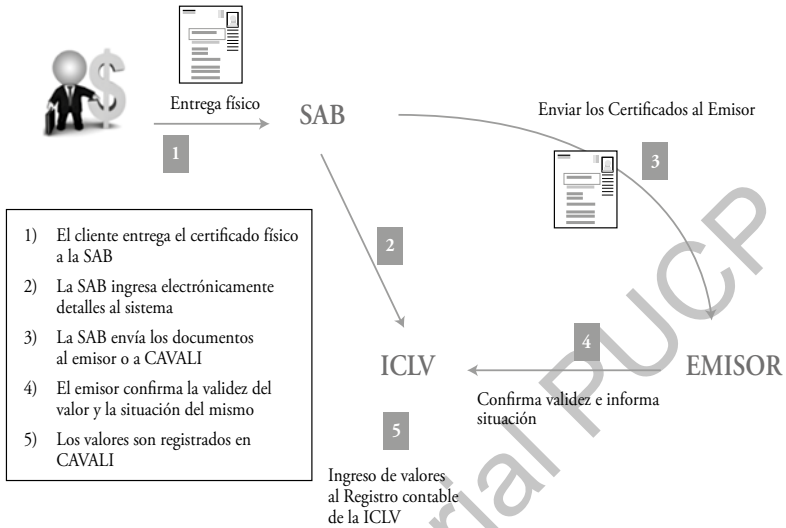 Entrega físico
SAB
1
Enviar los Certificados al Emisor
3
2
1) El cliente entrega el certificado físico
a la SAB
2) La SAB ingresa electrónicamente
detalles al sistema
3) La SAB envía los documentos
al emisor o a CAVALI
4) El emisor confirma la validez del
valor y la situación del mismo
5) Los valores son registrados en
CAVALI
4
ICLV
EMISOR
Confirma validez e informa
situación
5
Ingreso de valores
al Registro contable
de la ICLV
PUCP